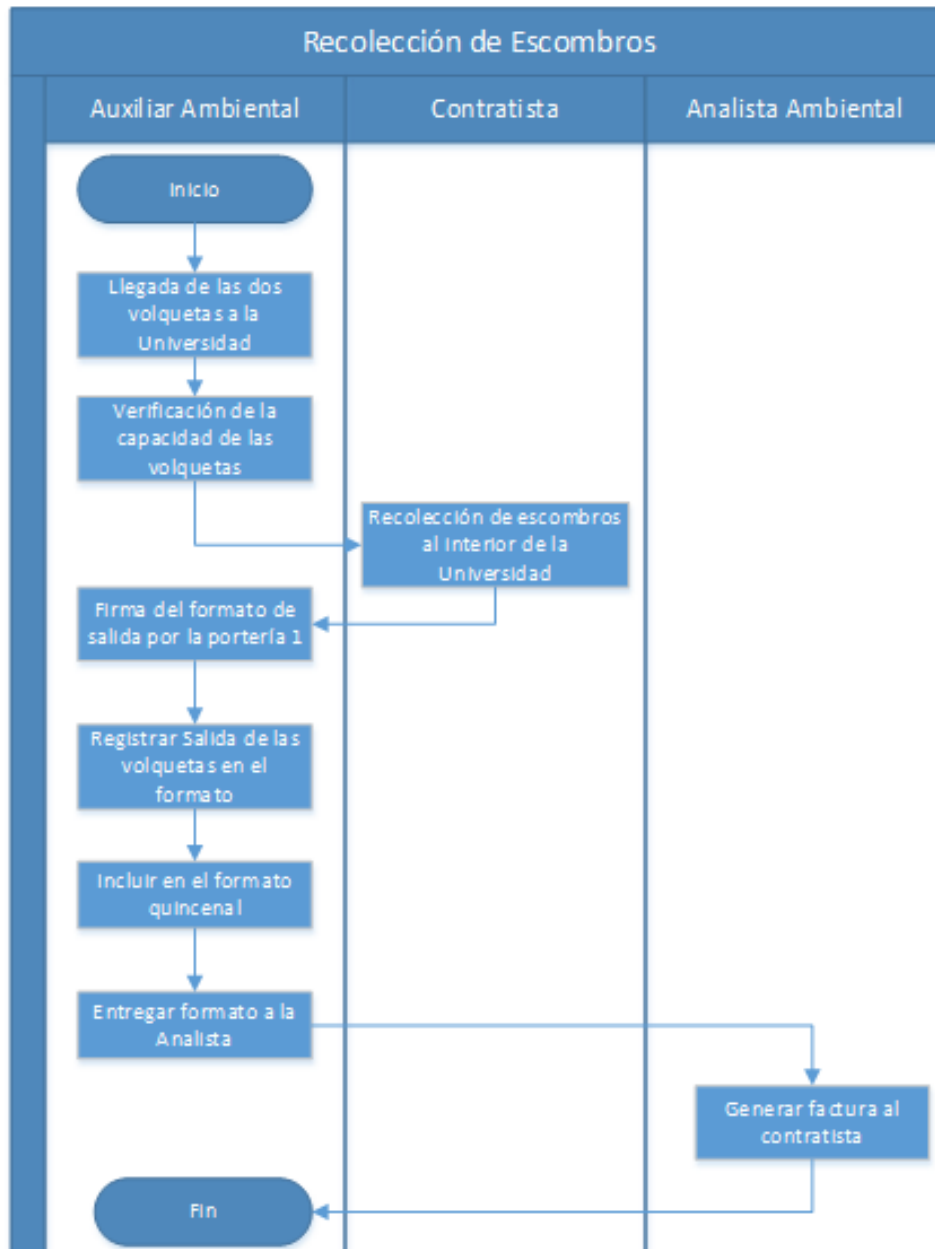 Recolección de Escombros
Auxiliar Ambiental
Contratista
Analista Ambiental
Inicio
Llegada de las dos
volquetas a la
Universidad
Verificación de la
capacidad de las
volquetas
Recolección de escombros
al interior de la
Universidad
Firma del formato de
salida por la portería 1
Registrar Salida de las
volquetas en el
formato
Incluir en el formato
quincenal
Entregar formato a la
Analista
Generar factura al
contratista
Fin